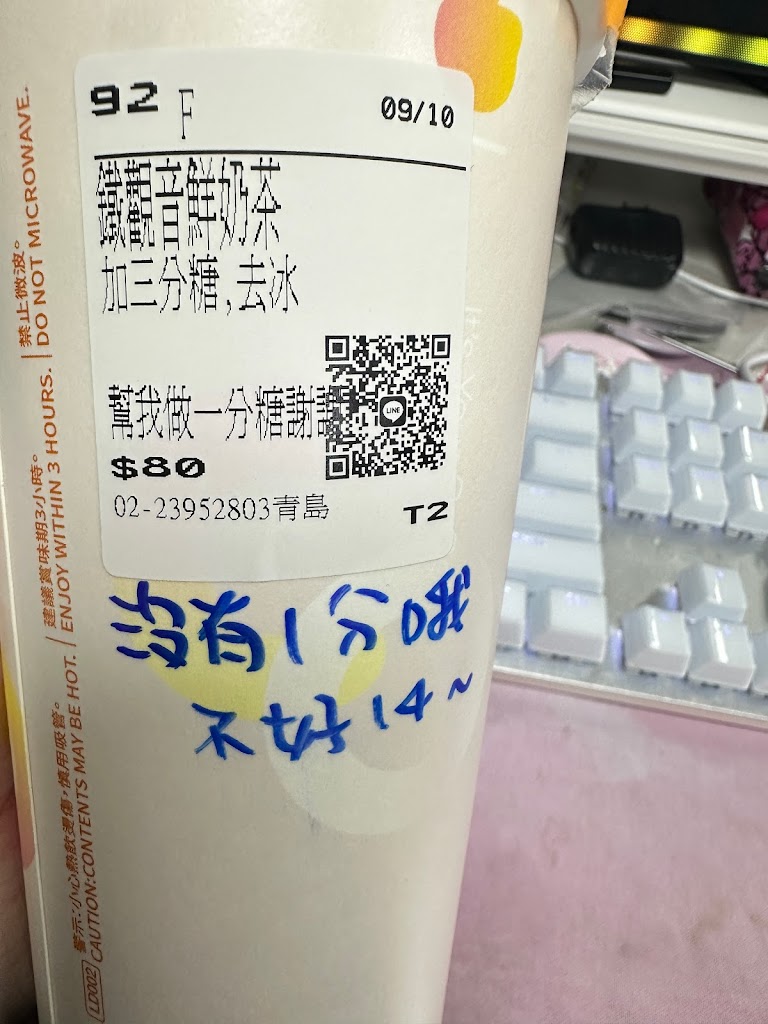 92 F 09/10
鐵觀音鮮奶茶
加三分糖,去冰
幫我做一分糖謝謝
LINE
$80
02-23952803青島 T2
沒有1分哦
不好14~
禁止微波。
DO NOT MICROWAVE.
建議賞味期3小時。
ENJOY WITHIN 3 HOURS.
警示:小心熱飲燙傷,慎用吸管。
CAUTION:CONTENTS MAY BE HOT.
LD002